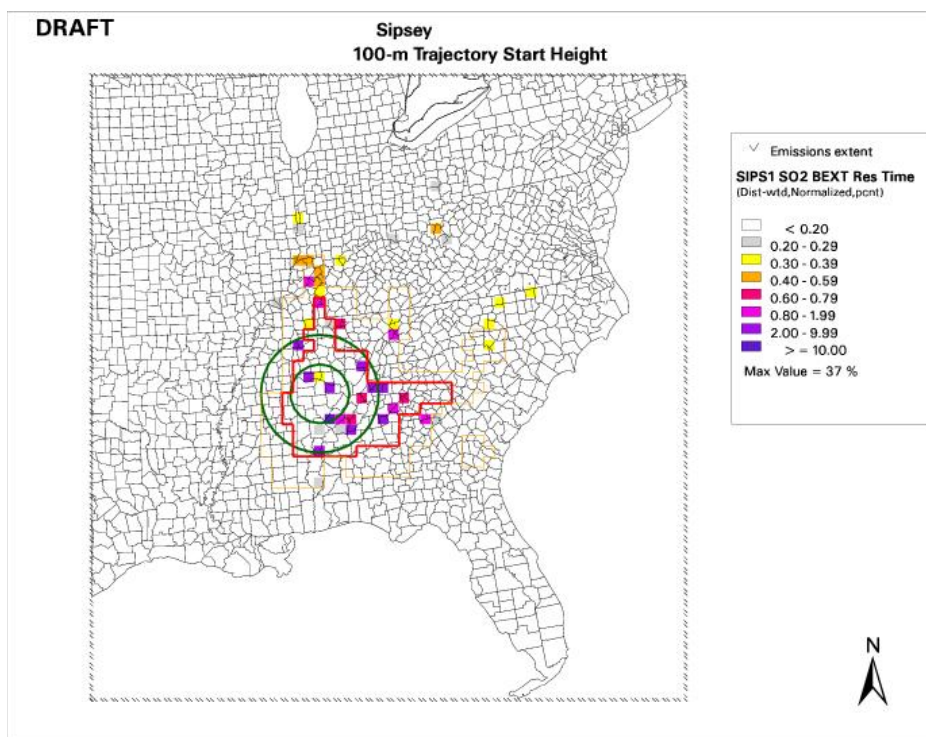 DRAFT
Sipsey
100-m Trajectory Start Height
Emissions extent
SIPS1 SO2 BEXT Res Time
(Dist-wtd,Normalized,pcnt)
< 0.20
0.20 - 0.29
0.30 - 0.39
0.40 - 0.59
0.60 - 0.79
0.80 - 1.99
2.00 - 9.99
> = 10.00
Max Value = 37 %
N